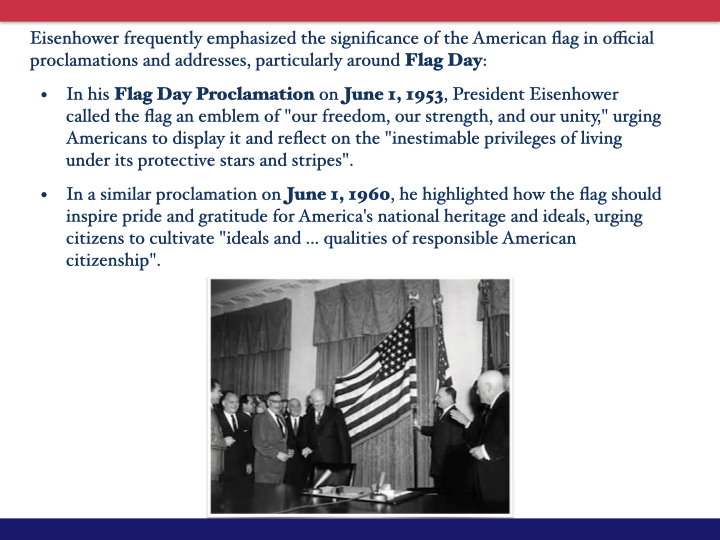 Eisenhower frequently emphasized the significance of the American flag in official
proclamations and addresses, particularly around Flag Day:
• In his Flag Day Proclamation on June 1, 1953, President Eisenhower
called the flag an emblem of "our freedom, our strength, and our unity," urging
Americans to display it and reflect on the "inestimable privileges of living
under its protective stars and stripes".
• In a similar proclamation on June 1, 1960, he highlighted how the flag should
inspire pride and gratitude for America's national heritage and ideals, urging
citizens to cultivate "ideals and ... qualities of responsible American
citizenship".